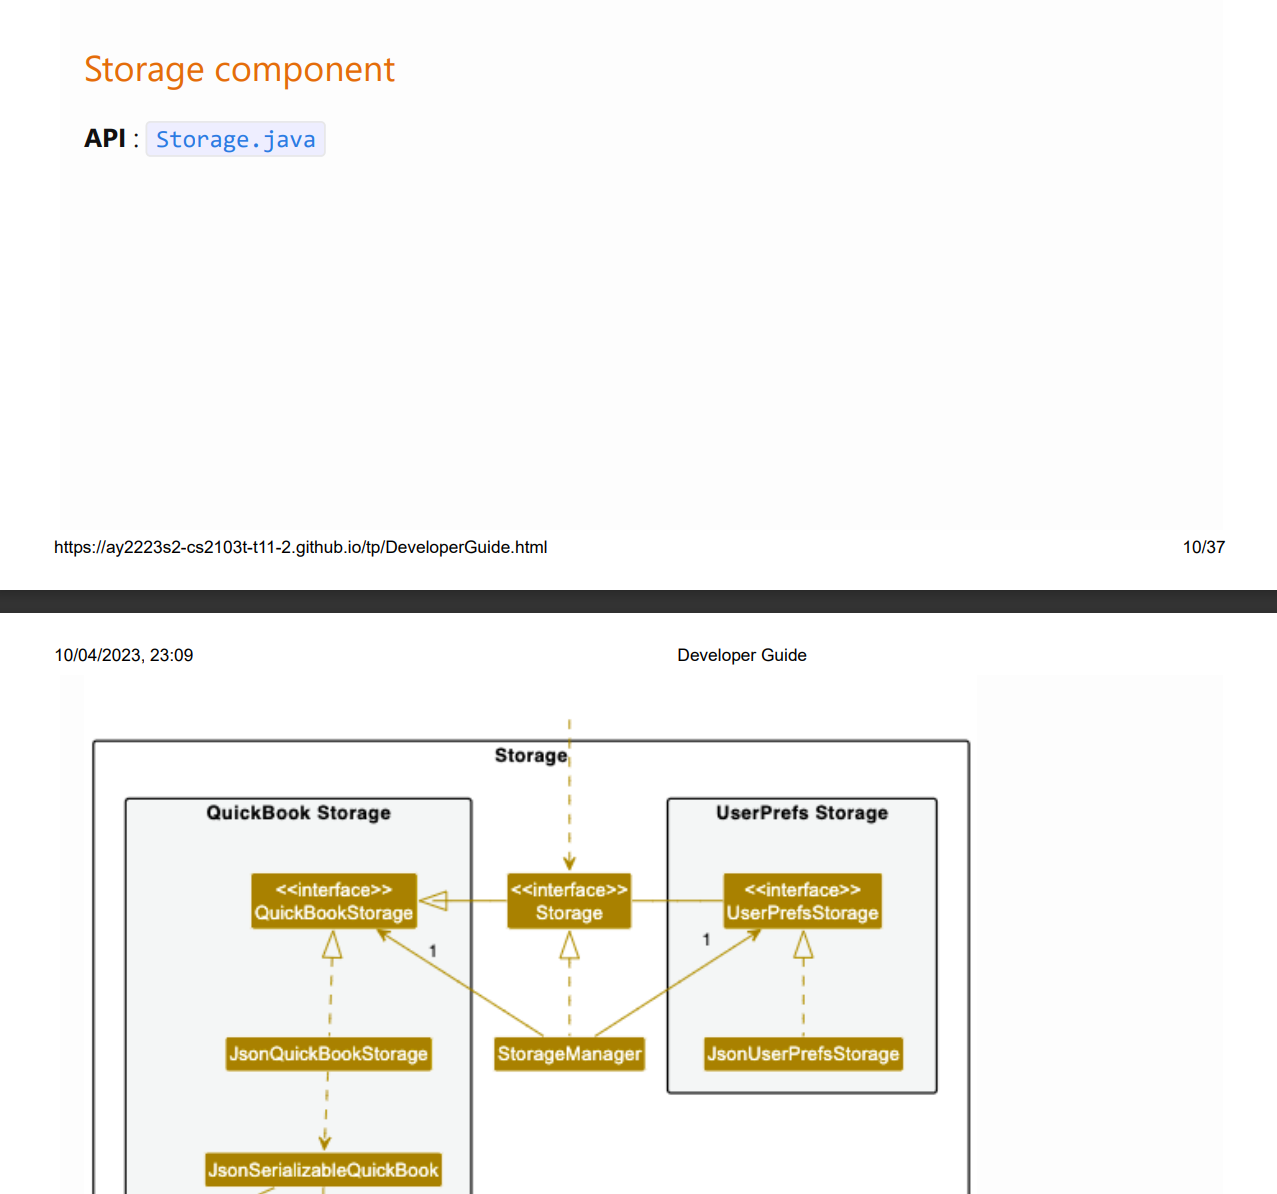 Storage component
API : Storage.java
https://ay2223s2-cs2103t-t11-2.github.io/tp/DeveloperGuide.html
10/37
10/04/2023, 23:09
Developer Guide
Storage
QuickBook Storage
UserPrefs Storage
<<interface>>
QuickBookStorage
<<interface>>
Storage
<<interface>>
UserPrefsStorage
1
1
JsonQuickBookStorage
StorageManager
JsonUserPrefsStorage
JsonSerializableQuickBook